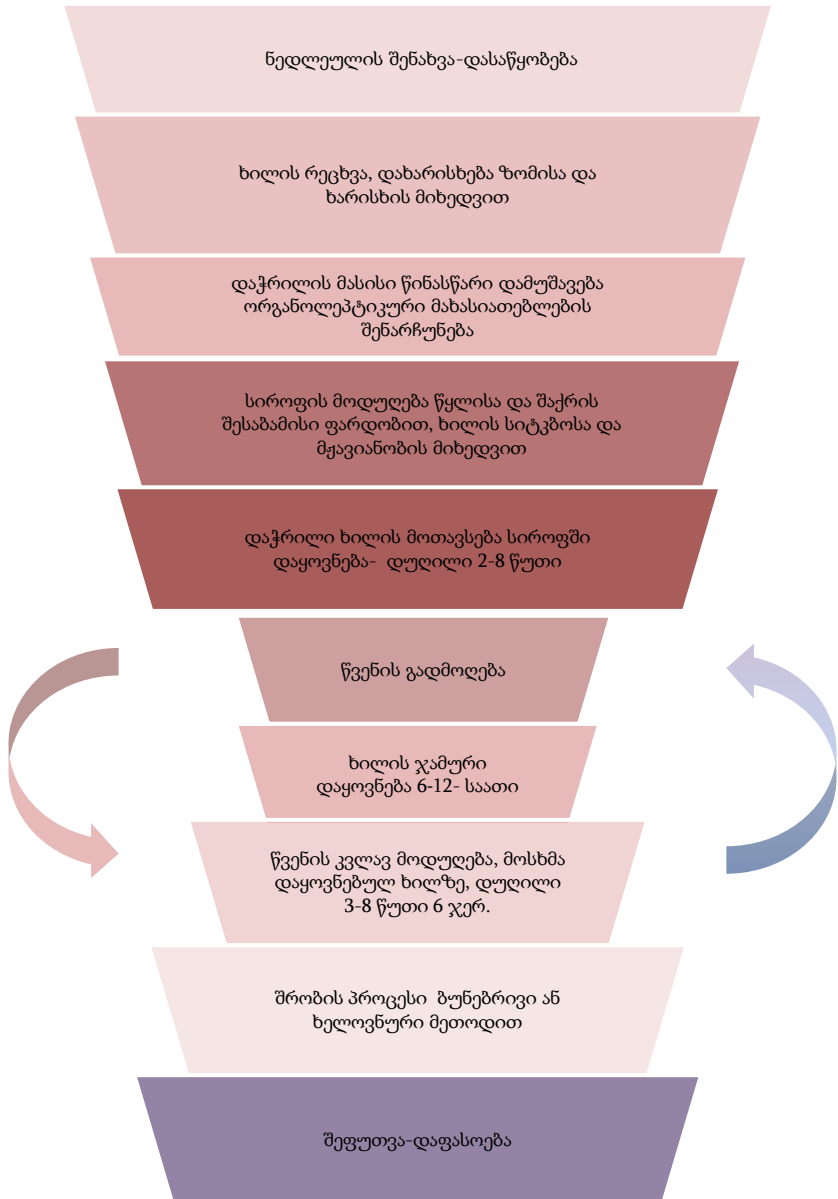 ნედლეულის შენახვა-დასაწყობება
ხილის რეცხვა, დახარისხება ზომისა და
ხარისხის მიხედვით
დაჭრილის მასისი წინასწარი დამუშავება
ორგანოლეპტიკური მახასიათებლების
შენარჩუნება
სიროფის მოდუღება წყლისა და შაქრის
შესაბამისი ფარდობით, ხილის სიტკბოსა და
მჟავიანობის მიხედვით
დაჭრილი ხილის მოთავსება სიროფში
დაყოვნება- დუღილი 2-8 წუთი
წვენის გადმოღება
ხილის ჯამური
დაყოვნება 6-12- საათი
წვენის კვლავ მოდუღება, მოსხმა
დაყოვნებულ ხილზე, დუღილი
3-8 წუთი 6 ჯერ.
შრობის პროცესი ბუნებრივი ან
ხელოვნური მეთოდით
შეფუთვა-დაფასოება